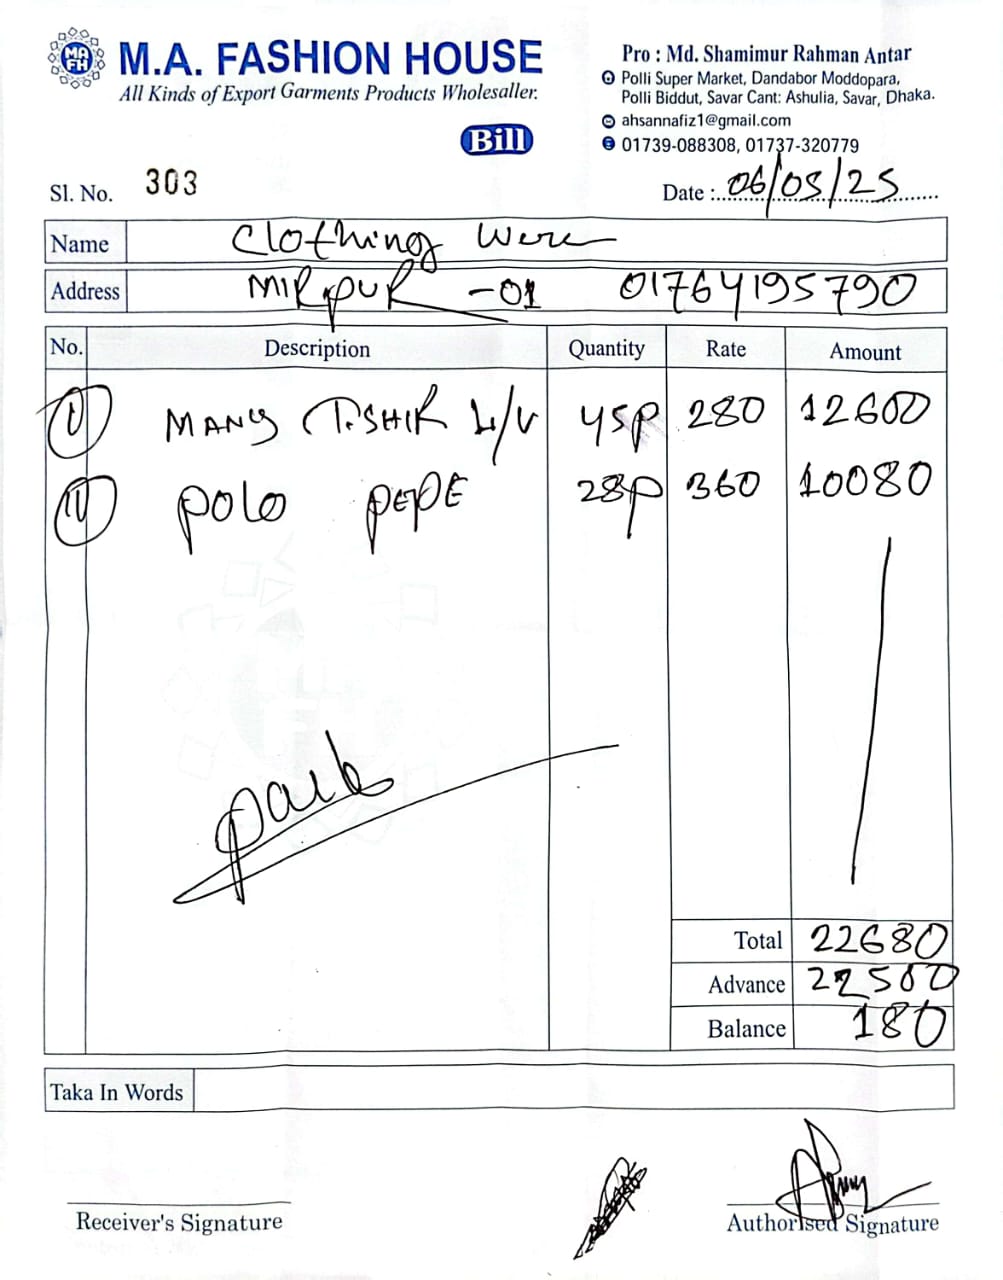 MA
FH
M.A. FASHION HOUSE
All Kinds of Export Garments Products Wholesaller.
Pro : Md. Shamimur Rahman Antar
Polli Super Market, Dandabor Moddopara,
Polli Biddut, Savar Cant: Ashulia, Savar, Dhaka.
ahsannafiz1@gmail.com
01739-088308, 01737-320779
Bill
Sl. No. 303
Date : 06/05/25
Name Clothing Were
Address MIRPUR -01 01764195790
No. Description Quantity Rate Amount
1 MANS T.SHIR 45P 280 12600
11 POLO PEPE 28P 360 10080
Paid
Total 22680
Advance 22500
Balance 180
Taka In Words
Receiver's Signature
Authorised Signature